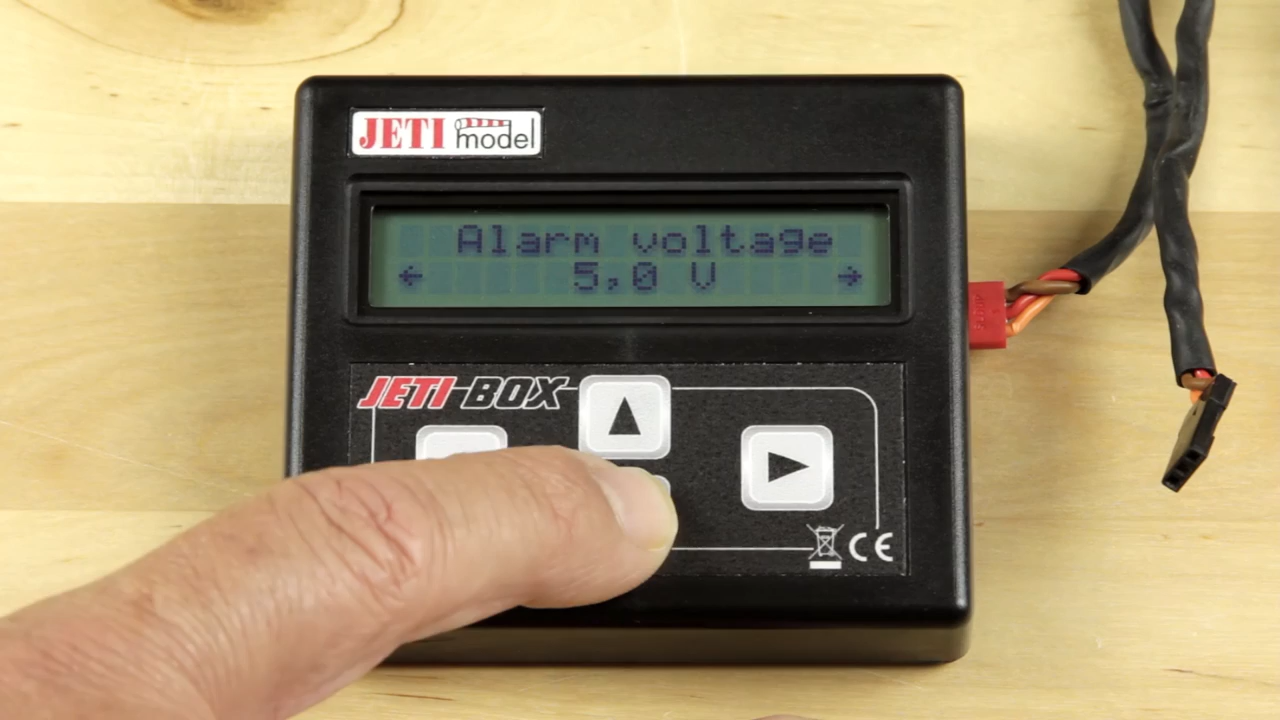 JETI model
Alarm voltage
← 5,0 V →
JETI BOX
CE